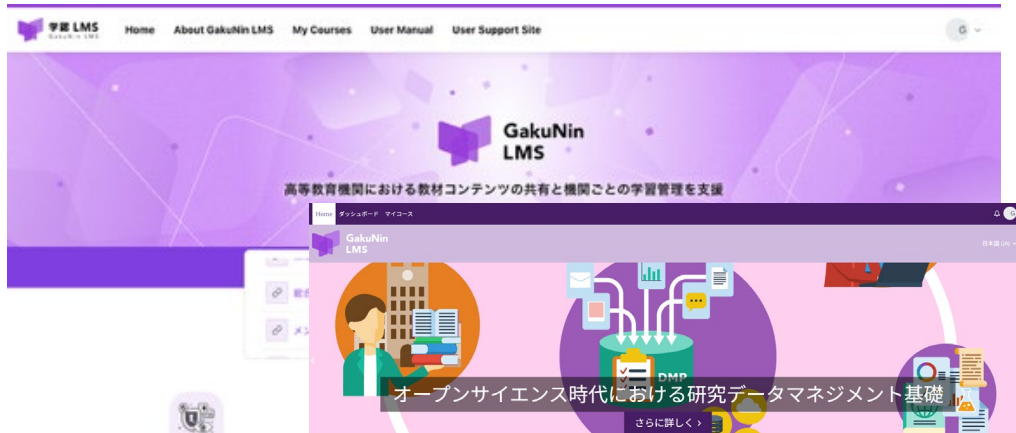 学認 LMS
GakuNin LMS
Home About GakuNin LMS My Courses User Manual User Support Site
G
GakuNin
LMS
高等教育機関における教材コンテンツの共有と機関ごとの学習管理を支援
Home ダッシュボード マイコース
G
GakuNin
LMS
日本語 (ja)
DMP
オープンサイエンス時代における研究データマネジメント基礎
さらに詳しく ›